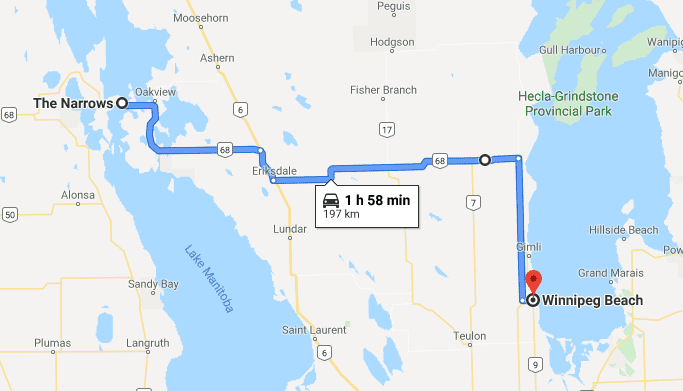 Peguis
Moosehorn
Hodgson
Gull Harbour
Wanipig
Ashern
Manigo
Oakview
Fisher Branch
The Narrows
Hecla-Grindstone
Provincial Park
68
6
17
68
68
Eriksdale
1 h 58 min
197 km
Alonsa
7
50
Lundar
Hillside Beach
Gimli
Pow
Lake Manitoba
Grand Marais
Sandy Bay
Winnipeg Beach
Saint Laurent
Teulon
Plumas
Langruth
6
9